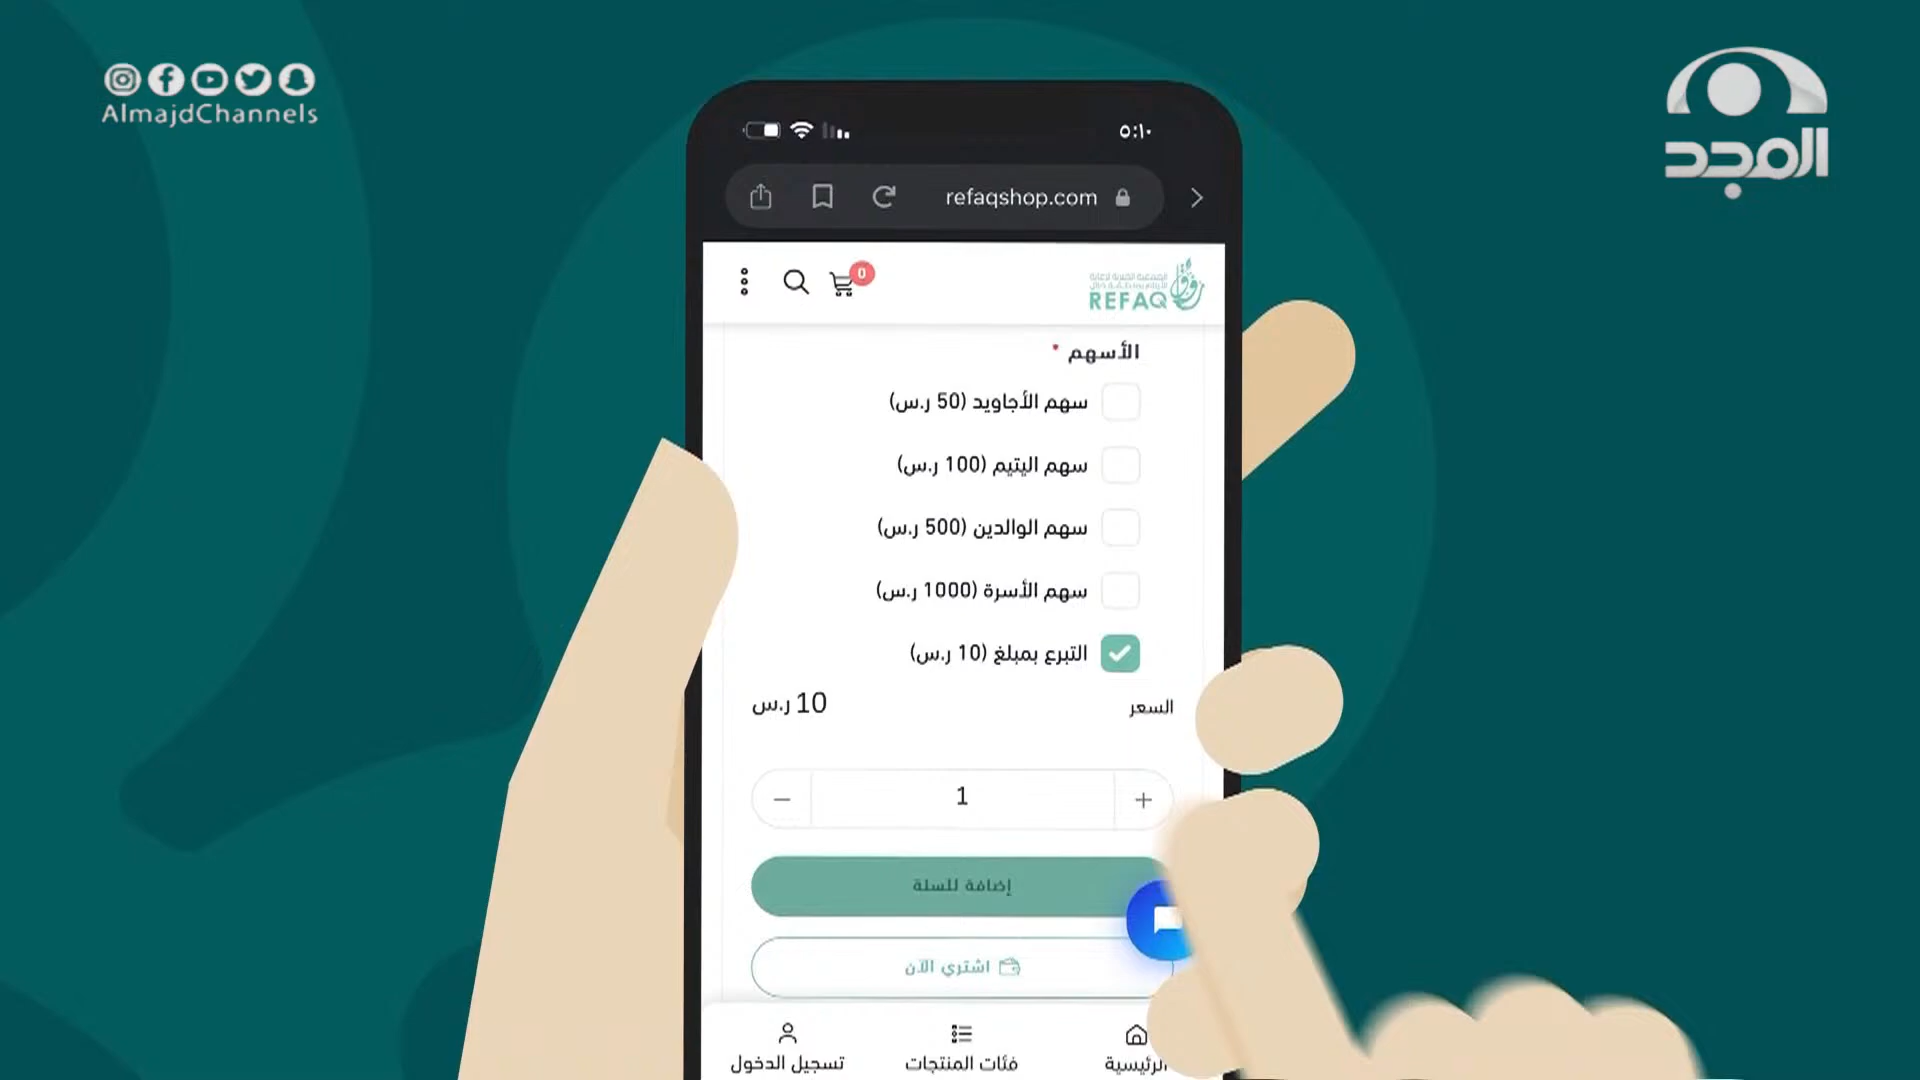 AlmajdChannels
المجدد
٥:١٠
refaqshop.com
0
REFAQ
الأسهم *
سهم الأجاويد (50 ر.س)
سهم اليتيم (100 ر.س)
سهم الوالدين (500 ر.س)
سهم الأسرة (1000 ر.س)
التبرع بمبلغ (10 ر.س)
السعر
10 ر.س
1
إضافة للسلة
اشتري الآن
الرئيسية
فئات المنتجات
تسجيل الدخول